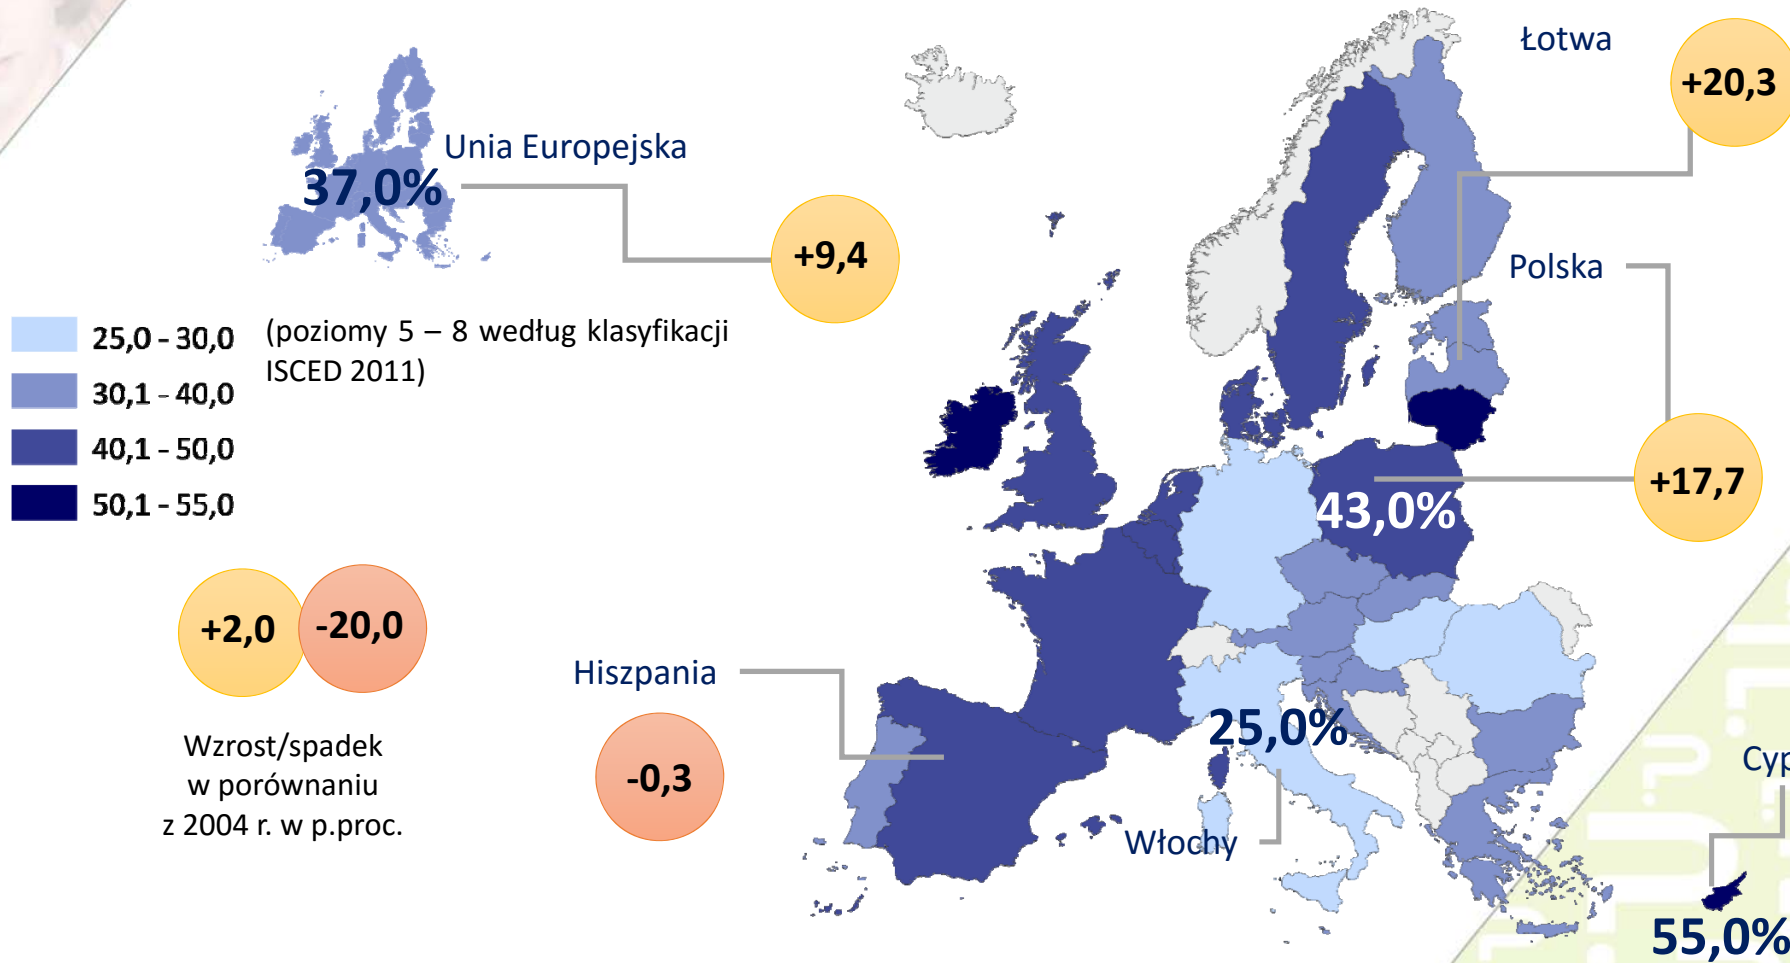 Unia Europejska
37,0%
+9,4
25,0 - 30,0
30,1 - 40,0
40,1 - 50,0
50,1 - 55,0
(poziomy 5 – 8 według klasyfikacji
ISCED 2011)
+2,0
-20,0
Wzrost/spadek
w porównaniu
z 2004 r. w p.proc.
Łotwa
+20,3
Polska
+17,7
43,0%
Hiszpania
-0,3
25,0%
Włochy
Cyp
55,0%